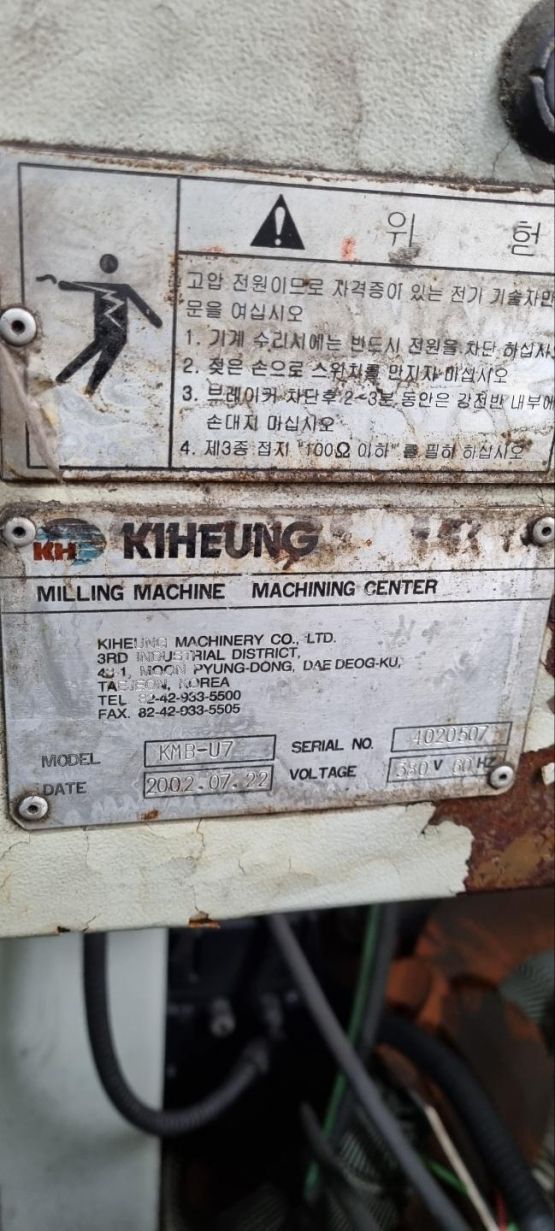 위 험
고압 전원이므로 자격증이 있는 전기 기술자만
문을 여십시오
1. 기계 수리시에는 반드시 전원을 차단 하십시
2. 젖은 손으로 스위치를 만지지 마십시오
3. 브레이커 차단후 2~3분 동안은 강전반 내부에
손대지 마십시오
4. 제3종 접지 "100Ω 이하" 를 필히 하십시오
KH KIHEUNG
MILLING MACHINE MACHINING CENTER
KIHEUNG MACHINERY CO., LTD.
3RD INDUSTRIAL DISTRICT,
MOON PYUNG-DONG, DAE DEOG-KU,
KOREA
TEL 82-42-933-5500
FAX. 82-42-933-5505
MODEL KMB-U7 SERIAL NO. 4020507
DATE 2002.07.22 VOLTAGE 380 V 60 HZ